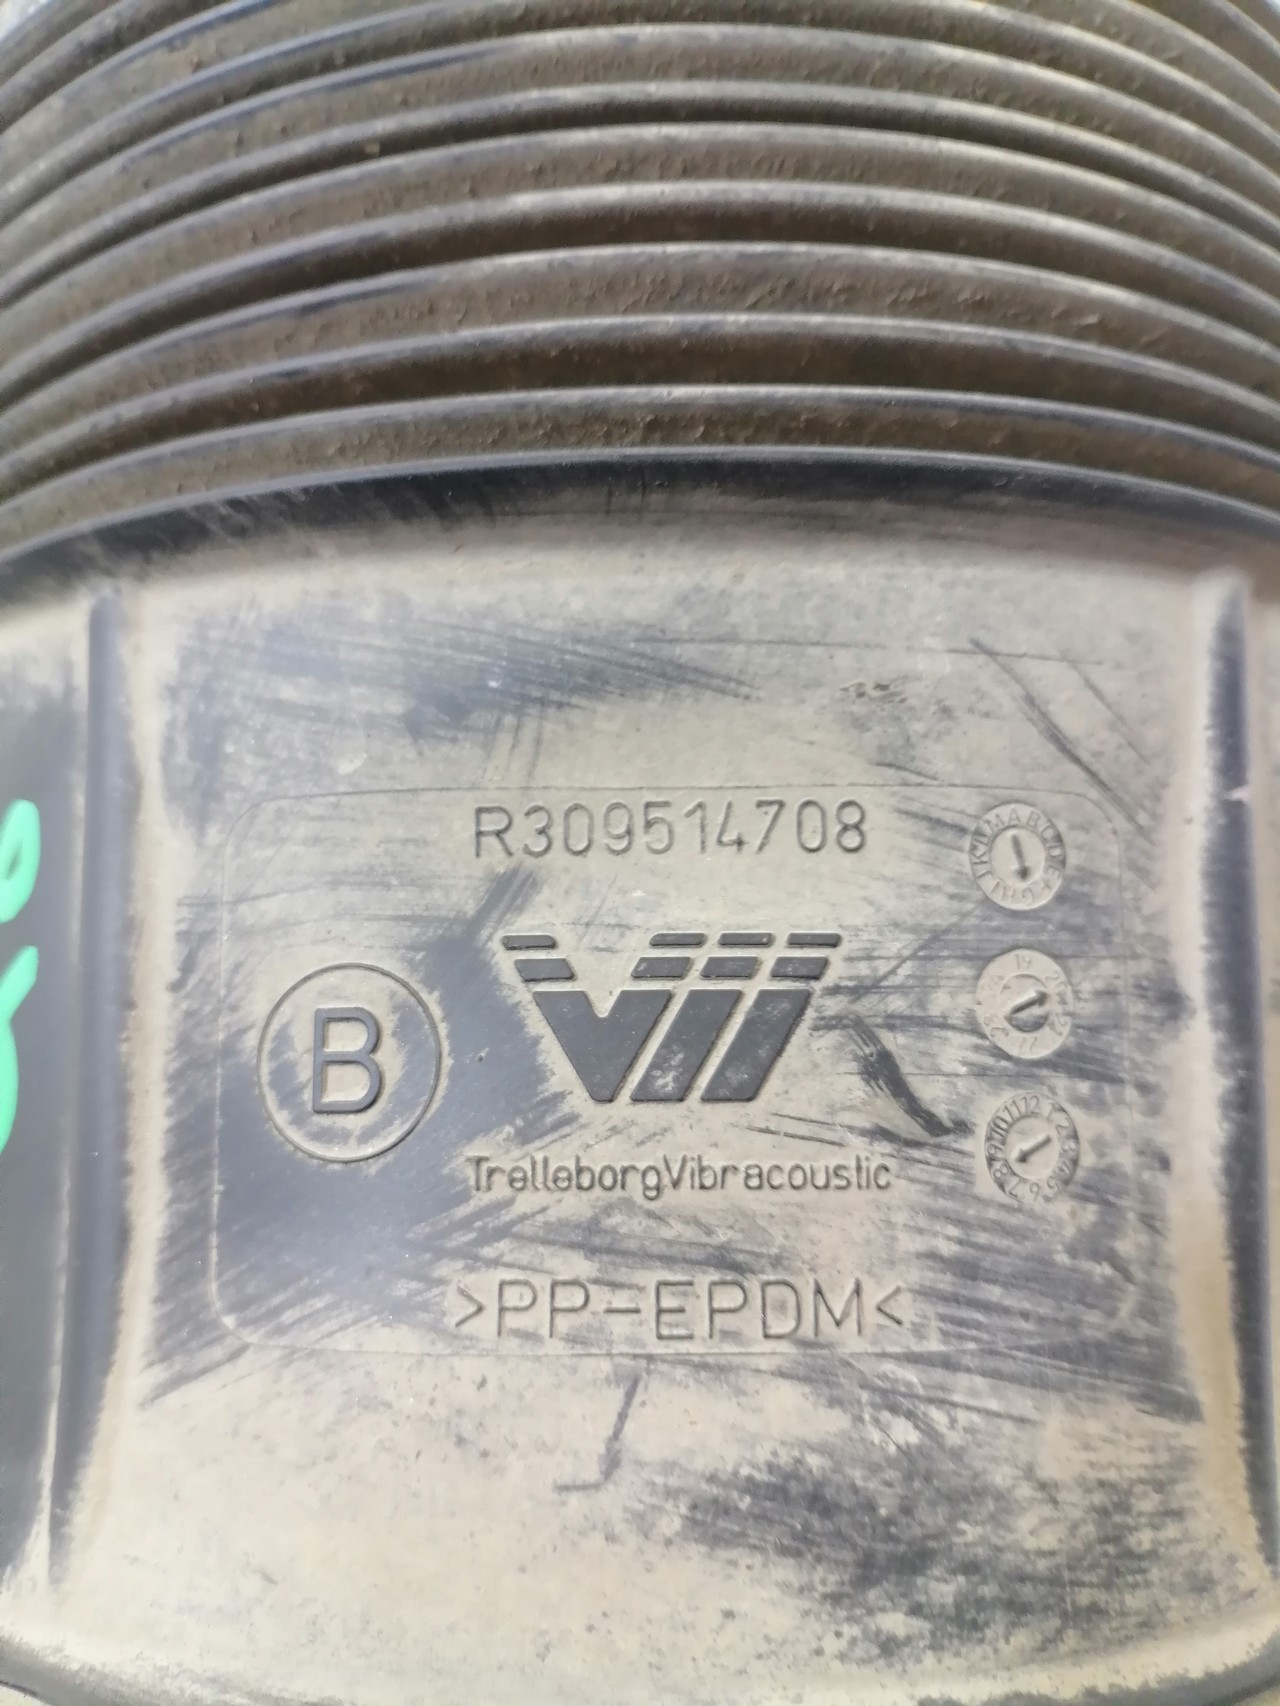 R309514708
B
TrelleborgVibracoustic
>PP-EPDM<